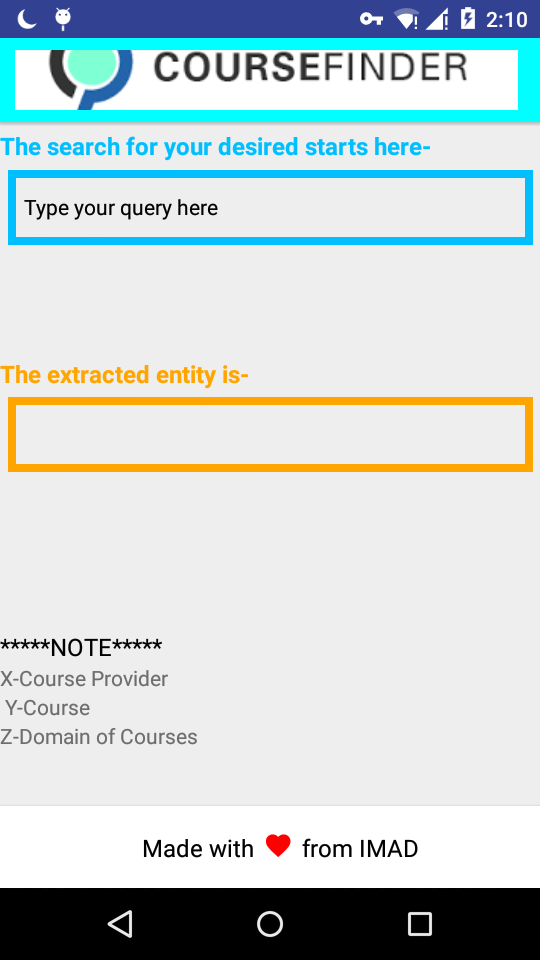 2:10
COURSEFINDER
The search for your desired starts here-
Type your query here
The extracted entity is-
*****NOTE*****
X-Course Provider
Y-Course
Z-Domain of Courses
Made with ❤ from IMAD